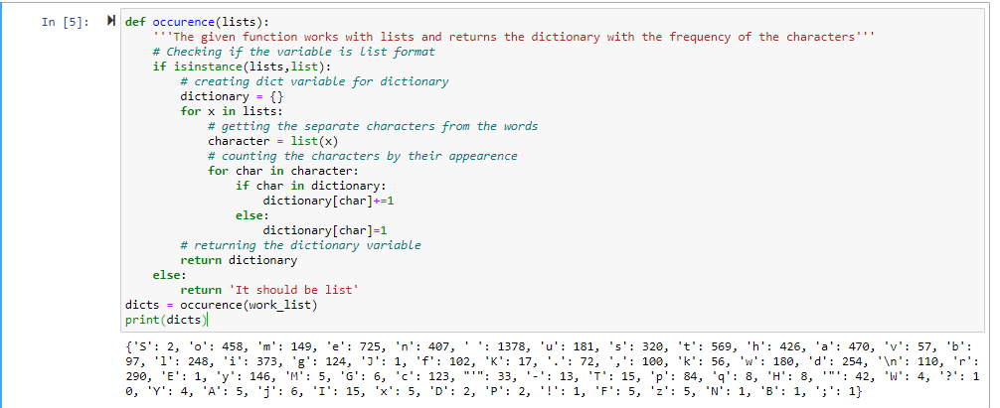 In [5]:
def occurence(lists):
    '''The given function works with lists and returns the dictionary with the frequency of the characters'''
    # Checking if the variable is list format
    if isinstance(lists,list):
        # creating dict variable for dictionary
        dictionary = {}
        for x in lists:
            # getting the separate characters from the words
            character = list(x)
            # counting the characters by their appearence
            for char in character:
                if char in dictionary:
                    dictionary[char]+=1
                else:
                    dictionary[char]=1
        # returning the dictionary variable
        return dictionary
    else:
        return 'It should be list'
dicts = occurence(work_list)
print(dicts)
{'S': 2, 'o': 458, 'm': 149, 'e': 725, 'n': 407, ' ': 1378, 'u': 181, 's': 320, 't': 569, 'h': 426, 'a': 470, 'v': 57, 'b':
97, 'l': 248, 'i': 373, 'g': 124, 'J': 1, 'f': 102, 'K': 17, '.': 72, ',': 100, 'k': 56, 'w': 180, 'd': 254, '\n': 110, 'r':
290, 'E': 1, 'y': 146, 'M': 5, 'G': 6, 'c': 123, "'": 33, '-': 13, 'T': 15, 'p': 84, 'q': 8, 'H': 8, '"': 42, 'W': 4, '?': 1
0, 'Y': 4, 'A': 5, 'j': 6, 'I': 15, 'x': 5, 'D': 2, 'P': 2, '!': 1, 'F': 5, 'z': 5, 'N': 1, 'B': 1, ';': 1}